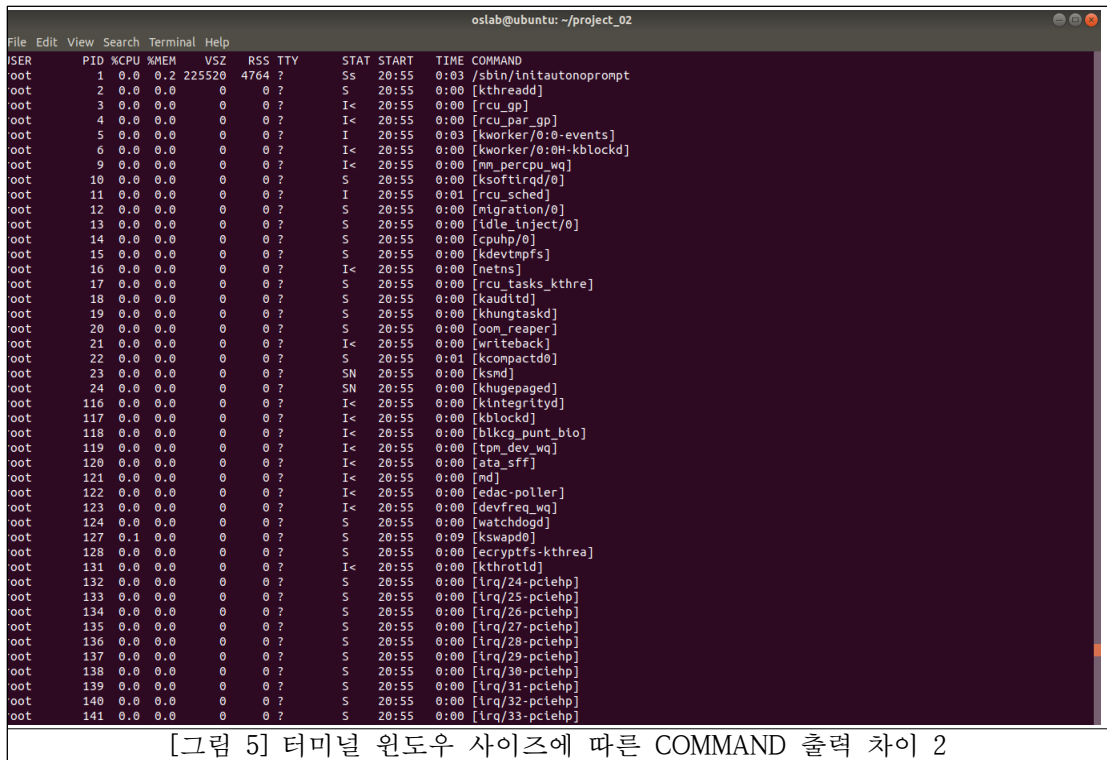 oslab@ubuntu: ~/project_02
File Edit View Search Terminal Help
USER PID %CPU %MEM VSZ RSS TTY STAT START TIME COMMAND
root 1 0.0 0.2 225520 4764 ? Ss 20:55 0:03 /sbin/initautonoprompt
root 2 0.0 0.0 0 0 ? S 20:55 0:00 [kthreadd]
root 3 0.0 0.0 0 0 ? I< 20:55 0:00 [rcu_gp]
root 4 0.0 0.0 0 0 ? I< 20:55 0:00 [rcu_par_gp]
root 5 0.0 0.0 0 0 ? I 20:55 0:03 [kworker/0:0-events]
root 6 0.0 0.0 0 0 ? I< 20:55 0:00 [kworker/0:0H-kblockd]
root 9 0.0 0.0 0 0 ? I< 20:55 0:00 [mm_percpu_wq]
root 10 0.0 0.0 0 0 ? S 20:55 0:00 [ksoftirqd/0]
root 11 0.0 0.0 0 0 ? I 20:55 0:01 [rcu_sched]
root 12 0.0 0.0 0 0 ? S 20:55 0:00 [migration/0]
root 13 0.0 0.0 0 0 ? S 20:55 0:00 [idle_inject/0]
root 14 0.0 0.0 0 0 ? S 20:55 0:00 [cpuhp/0]
root 15 0.0 0.0 0 0 ? S 20:55 0:00 [kdevtmpfs]
root 16 0.0 0.0 0 0 ? I< 20:55 0:00 [netns]
root 17 0.0 0.0 0 0 ? S 20:55 0:00 [rcu_tasks_kthre]
root 18 0.0 0.0 0 0 ? S 20:55 0:00 [kauditd]
root 19 0.0 0.0 0 0 ? S 20:55 0:00 [khungtaskd]
root 20 0.0 0.0 0 0 ? S 20:55 0:00 [oom_reaper]
root 21 0.0 0.0 0 0 ? I< 20:55 0:00 [writeback]
root 22 0.0 0.0 0 0 ? S 20:55 0:01 [kcompactd0]
root 23 0.0 0.0 0 0 ? SN 20:55 0:00 [ksmd]
root 24 0.0 0.0 0 0 ? SN 20:55 0:00 [khugepaged]
root 116 0.0 0.0 0 0 ? I< 20:55 0:00 [kintegrityd]
root 117 0.0 0.0 0 0 ? I< 20:55 0:00 [kblockd]
root 118 0.0 0.0 0 0 ? I< 20:55 0:00 [blkcg_punt_bio]
root 119 0.0 0.0 0 0 ? I< 20:55 0:00 [tpm_dev_wq]
root 120 0.0 0.0 0 0 ? I< 20:55 0:00 [ata_sff]
root 121 0.0 0.0 0 0 ? I< 20:55 0:00 [md]
root 122 0.0 0.0 0 0 ? I< 20:55 0:00 [edac-poller]
root 123 0.0 0.0 0 0 ? I< 20:55 0:00 [devfreq_wq]
root 124 0.0 0.0 0 0 ? S 20:55 0:00 [watchdogd]
root 127 0.1 0.0 0 0 ? S 20:55 0:09 [kswapd0]
root 128 0.0 0.0 0 0 ? S 20:55 0:00 [ecryptfs-kthrea]
root 131 0.0 0.0 0 0 ? I< 20:55 0:00 [kthrotld]
root 132 0.0 0.0 0 0 ? S 20:55 0:00 [irq/24-pciehp]
root 133 0.0 0.0 0 0 ? S 20:55 0:00 [irq/25-pciehp]
root 134 0.0 0.0 0 0 ? S 20:55 0:00 [irq/26-pciehp]
root 135 0.0 0.0 0 0 ? S 20:55 0:00 [irq/27-pciehp]
root 136 0.0 0.0 0 0 ? S 20:55 0:00 [irq/28-pciehp]
root 137 0.0 0.0 0 0 ? S 20:55 0:00 [irq/29-pciehp]
root 138 0.0 0.0 0 0 ? S 20:55 0:00 [irq/30-pciehp]
root 139 0.0 0.0 0 0 ? S 20:55 0:00 [irq/31-pciehp]
root 140 0.0 0.0 0 0 ? S 20:55 0:00 [irq/32-pciehp]
root 141 0.0 0.0 0 0 ? S 20:55 0:00 [irq/33-pciehp]
[그림 5] 터미널 윈도우 사이즈에 따른 COMMAND 출력 차이 2